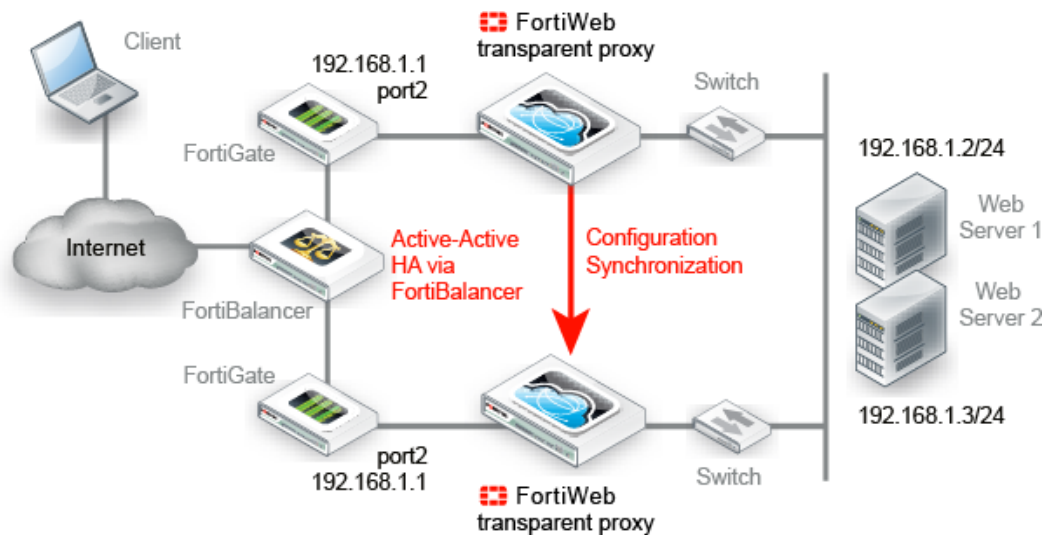 Client
192.168.1.1
port2
FortiWeb
transparent proxy
Switch
FortiGate
192.168.1.2/24
Web
Server 1
Internet
Active-Active
HA via
FortiBalancer
Configuration
Synchronization
FortiBalancer
Web
Server 2
FortiGate
192.168.1.3/24
port2
192.168.1.1
Switch
FortiWeb
transparent proxy